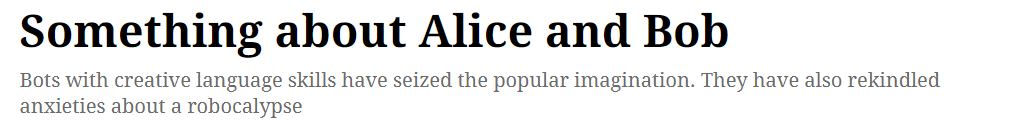 Something about Alice and Bob
Bots with creative language skills have seized the popular imagination. They have also rekindled
anxieties about a robocalypse